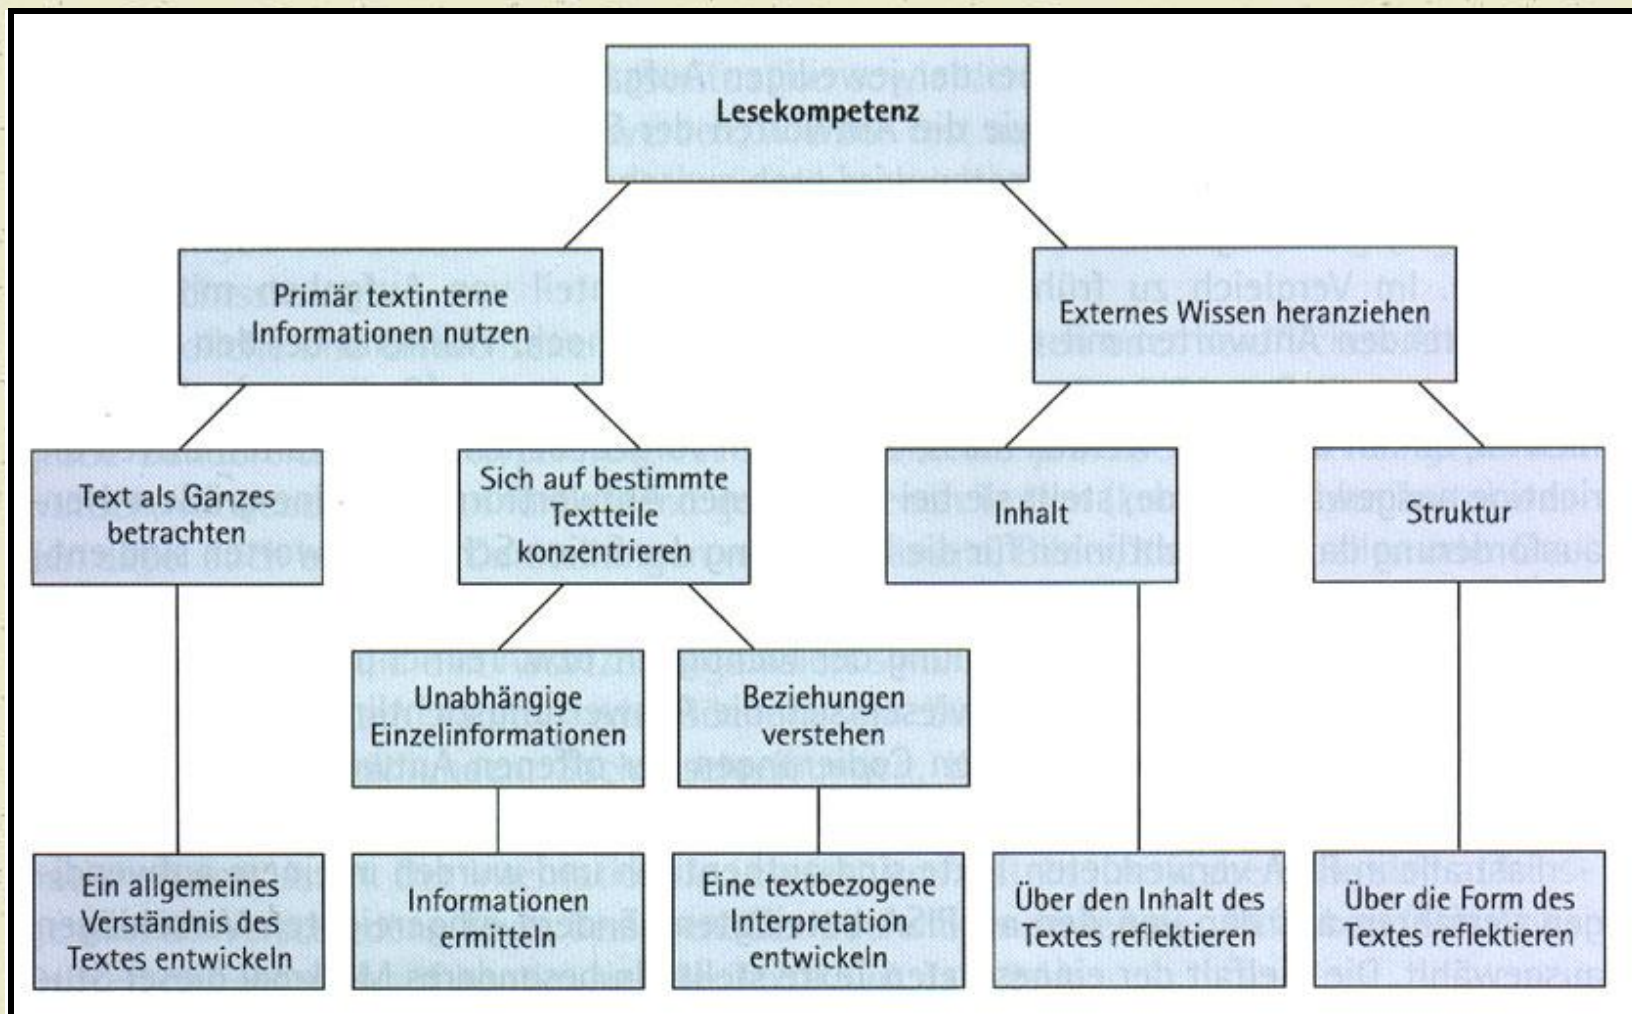 Lesekompetenz
Primär textinterne
Informationen nutzen
Externes Wissen heranziehen
Text als Ganzes
betrachten
Sich auf bestimmte
Textteile
konzentrieren
Inhalt
Struktur
Unabhängige
Einzelinformationen
Beziehungen
verstehen
Ein allgemeines
Verständnis des
Textes entwickeln
Informationen
ermitteln
Eine textbezogene
Interpretation
entwickeln
Über den Inhalt des
Textes reflektieren
Über die Form des
Textes reflektieren